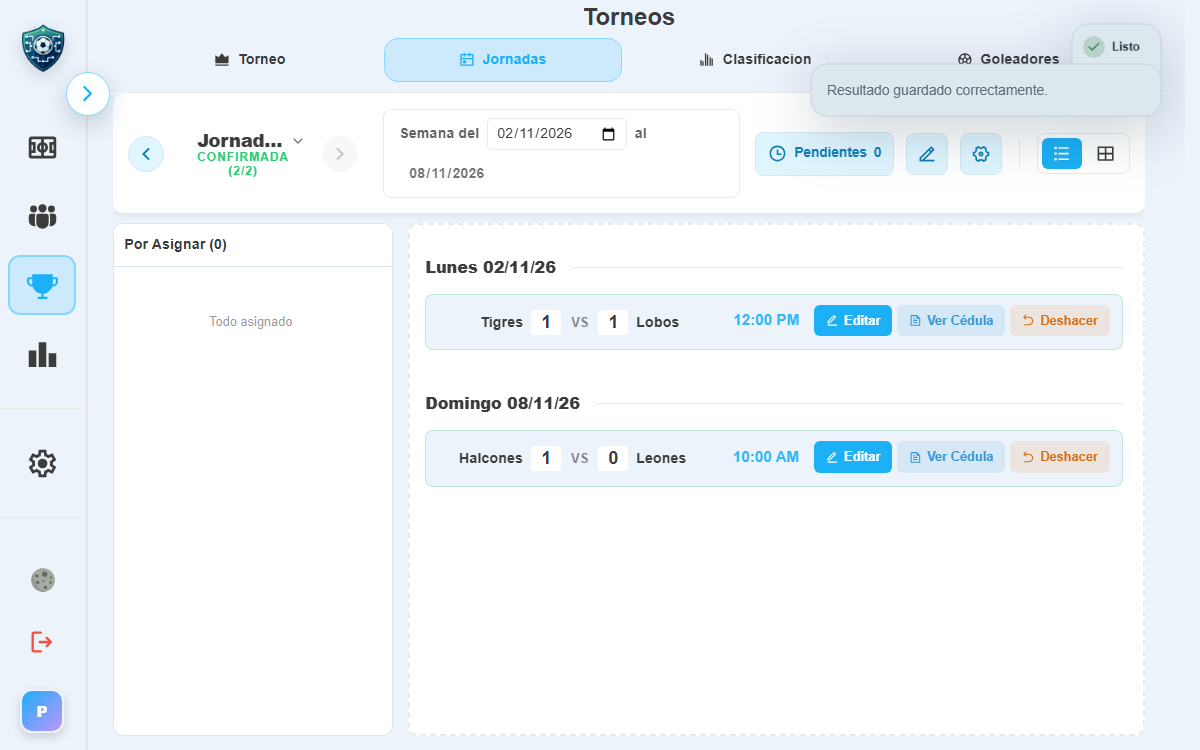 Torneos
Torneo
Jornadas
Clasificacion
Goleadores
Listo
Resultado guardado correctamente.
Jornad...
CONFIRMADA
(2/2)
Semana del 02/11/2026 al
08/11/2026
Pendientes 0
Por Asignar (0)
Todo asignado
Lunes 02/11/26
Tigres 1 VS 1 Lobos 12:00 PM Editar Ver Cédula Deshacer
Domingo 08/11/26
Halcones 1 VS 0 Leones 10:00 AM Editar Ver Cédula Deshacer
P